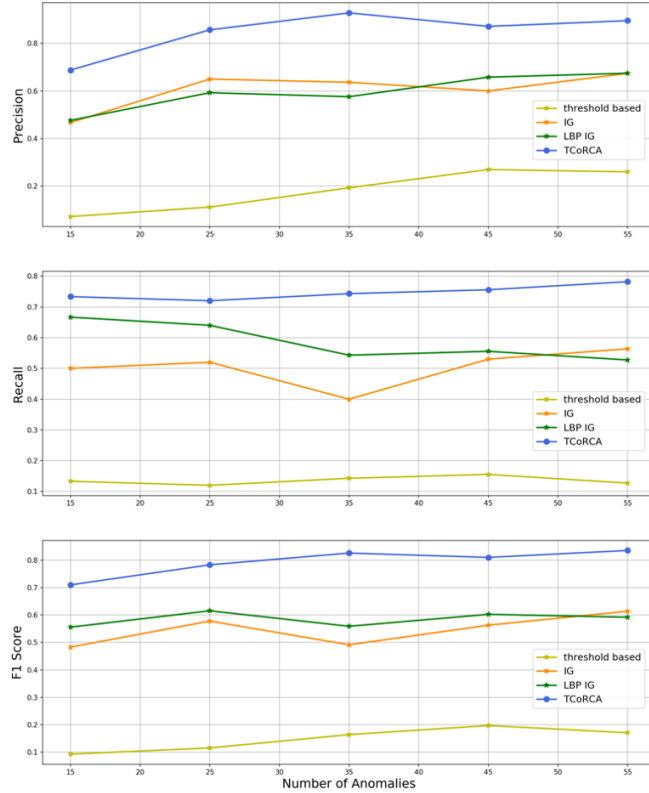 Precision
0.8
0.6
0.4
0.2
threshold based
IG
LBP IG
TCoRCA
15 20 25 30 35 40 45 50 55
Recall
0.8
0.7
0.6
0.5
0.4
0.3
0.2
0.1
threshold based
IG
LBP IG
TCoRCA
15 20 25 30 35 40 45 50 55
F1 Score
0.8
0.7
0.6
0.5
0.4
0.3
0.2
0.1
threshold based
IG
LBP IG
TCoRCA
15 20 25 30 35 40 45 50 55
Number of Anomalies